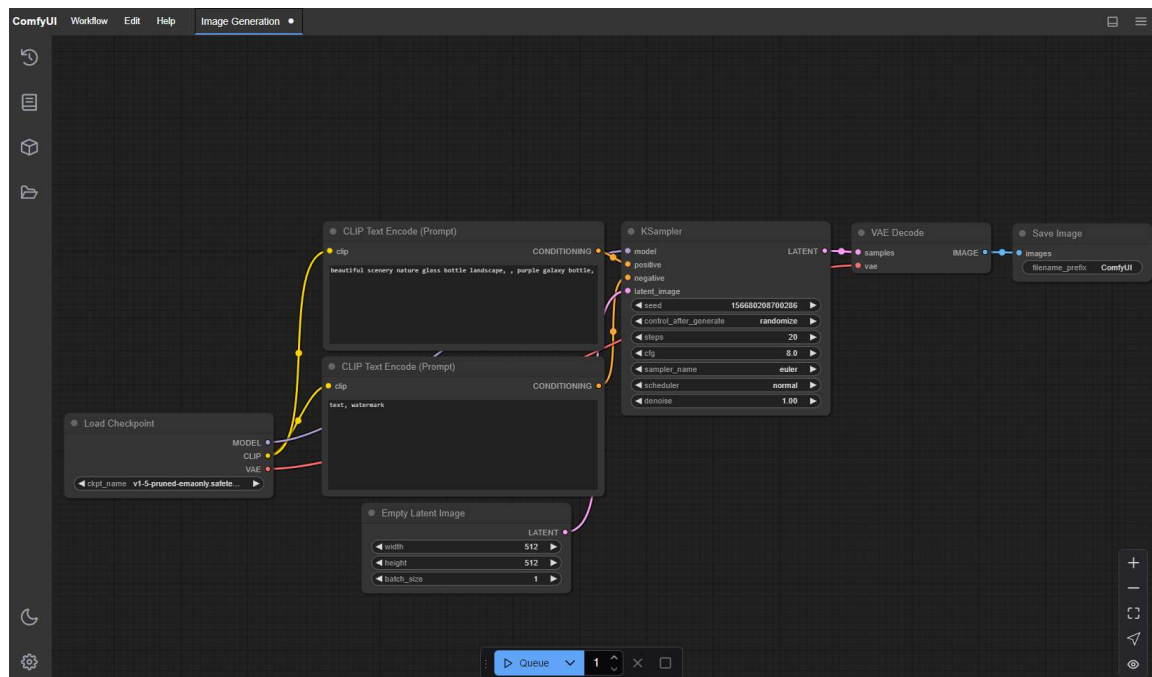 ComfyUI Workflow Edit Help Image Generation
CLIP Text Encode (Prompt)
clip CONDITIONING
beautiful scenery nature glass bottle landscape, , purple galaxy bottle,
CLIP Text Encode (Prompt)
clip CONDITIONING
text, watermark
Load Checkpoint
MODEL
CLIP
VAE
ckpt_name v1-5-pruned-emaonly.safete...
Empty Latent Image
LATENT
width 512
height 512
batch_size 1
KSampler
model LATENT
positive
negative
latent_image
seed 156680208700286
control_after_generate randomize
steps 20
cfg 8.0
sampler_name euler
scheduler normal
denoise 1.00
VAE Decode
samples IMAGE
vae
Save Image
images
filename_prefix ComfyUI
Queue 1